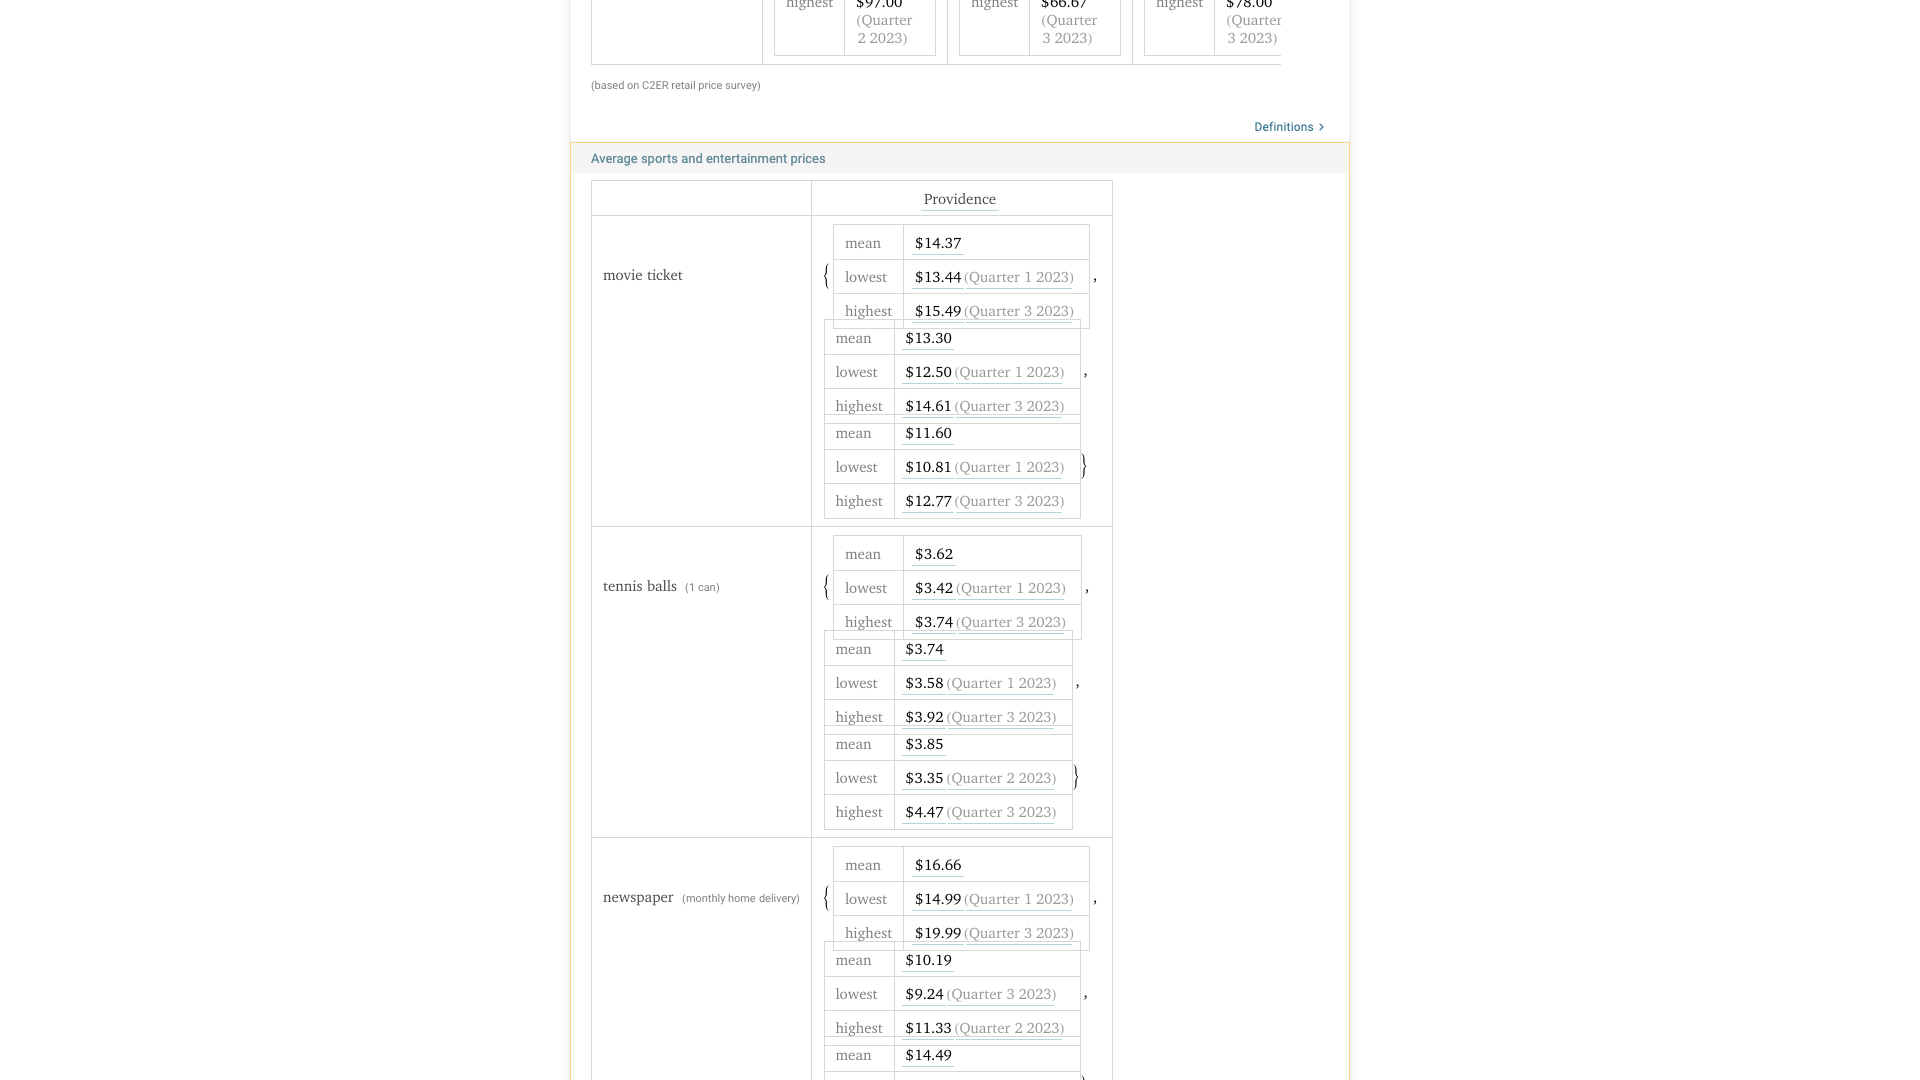 highest $97.00 highest $66.67 highest $78.00
(Quarter (Quarter (Quarter
2 2023) 3 2023) 3 2023)
(based on C2ER retail price survey)
Definitions >
Average sports and entertainment prices
Providence
mean $14.37
movie ticket { lowest $13.44 (Quarter 1 2023) ,
highest $15.49 (Quarter 3 2023)
mean $13.30
lowest $12.50 (Quarter 1 2023) ,
highest $14.61 (Quarter 3 2023)
mean $11.60
lowest $10.81 (Quarter 1 2023) }
highest $12.77 (Quarter 3 2023)
mean $3.62
tennis balls (1 can) { lowest $3.42 (Quarter 1 2023) ,
highest $3.74 (Quarter 3 2023)
mean $3.74
lowest $3.58 (Quarter 1 2023) ,
highest $3.92 (Quarter 3 2023)
mean $3.85
lowest $3.35 (Quarter 2 2023) }
highest $4.47 (Quarter 3 2023)
mean $16.66
newspaper (monthly home delivery) { lowest $14.99 (Quarter 1 2023) ,
highest $19.99 (Quarter 3 2023)
mean $10.19
lowest $9.24 (Quarter 3 2023) ,
highest $11.33 (Quarter 2 2023)
mean $14.49